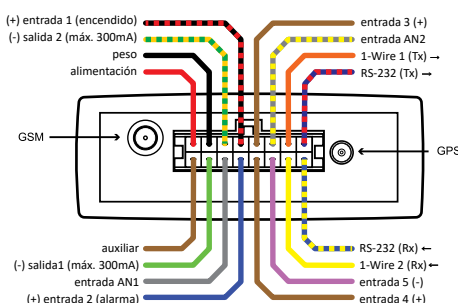 (+) entrada 1 (encendido)
(-) salida 2 (máx. 300mA)
peso
alimentación
entrada 3 (+)
entrada AN2
1-Wire 1 (Tx) →
RS-232 (Tx) →
GSM
GPS
auxiliar
(-) salida1 (máx. 300mA)
entrada AN1
(+) entrada 2 (alarma)
RS-232 (Rx) ←
1-Wire 2 (Rx) ←
entrada 5 (-)
entrada 4 (+)